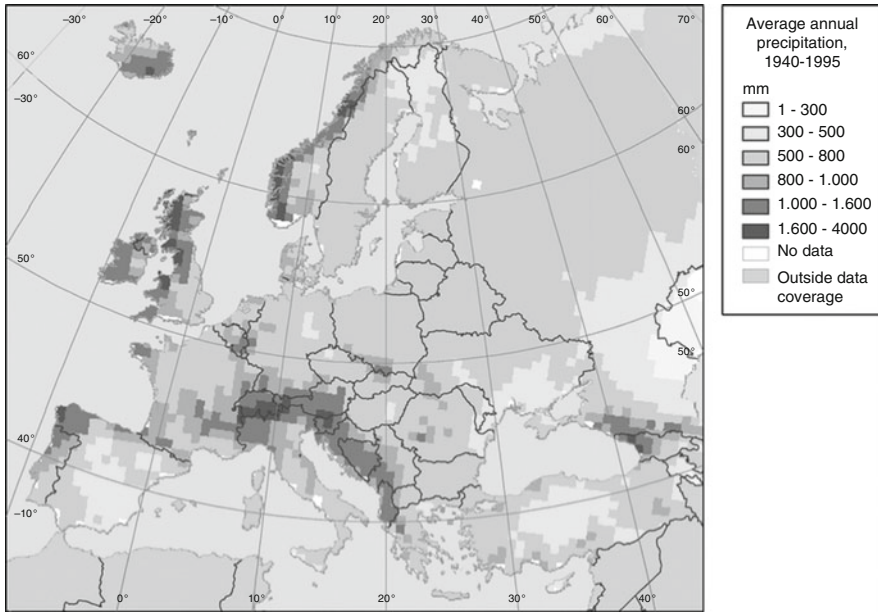 −30° −20° −10° 0° 10° 20° 30° 40° 50° 60° 70°
60°
−30°
50°
40°
−10°
60°
60°
50°
50°
0° 10° 20° 30° 40°
Average annual
precipitation,
1940-1995
mm
1 - 300
300 - 500
500 - 800
800 - 1.000
1.000 - 1.600
1.600 - 4000
No data
Outside data
coverage